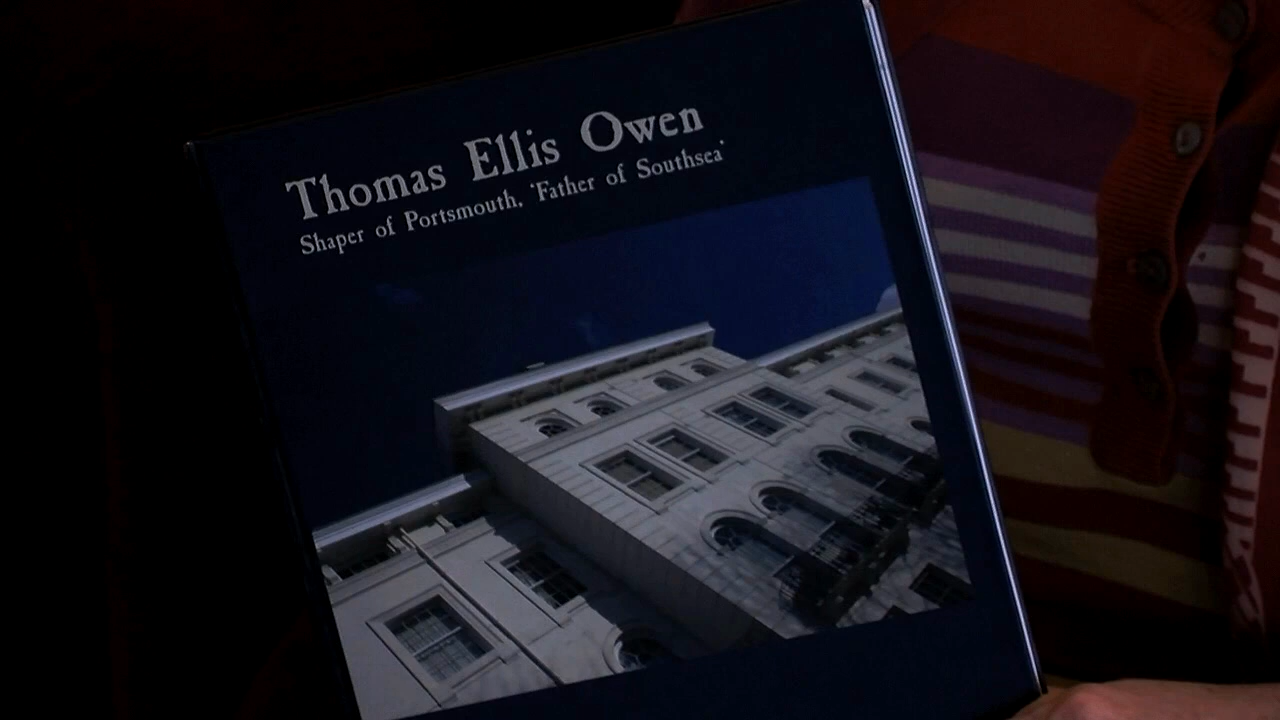 Thomas Ellis Owen
Shaper of Portsmouth, 'Father of Southsea'